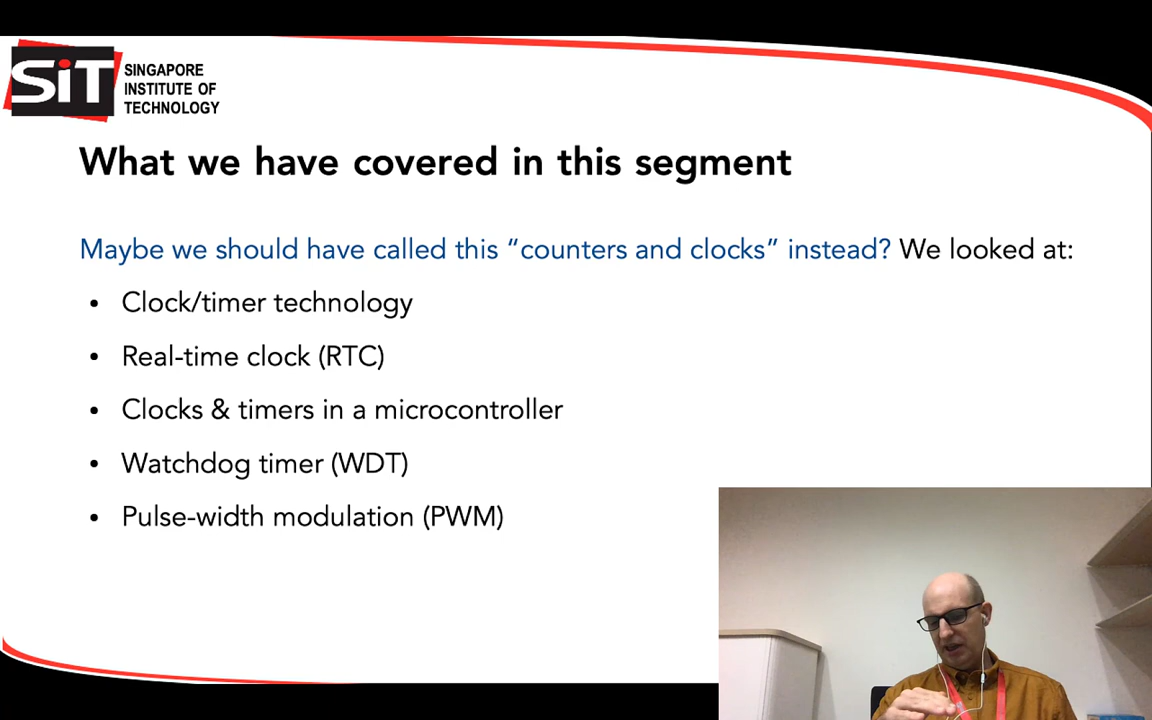 SiT
SINGAPORE
INSTITUTE OF
TECHNOLOGY
What we have covered in this segment
Maybe we should have called this “counters and clocks” instead? We looked at:
• Clock/timer technology
• Real-time clock (RTC)
• Clocks & timers in a microcontroller
• Watchdog timer (WDT)
• Pulse-width modulation (PWM)